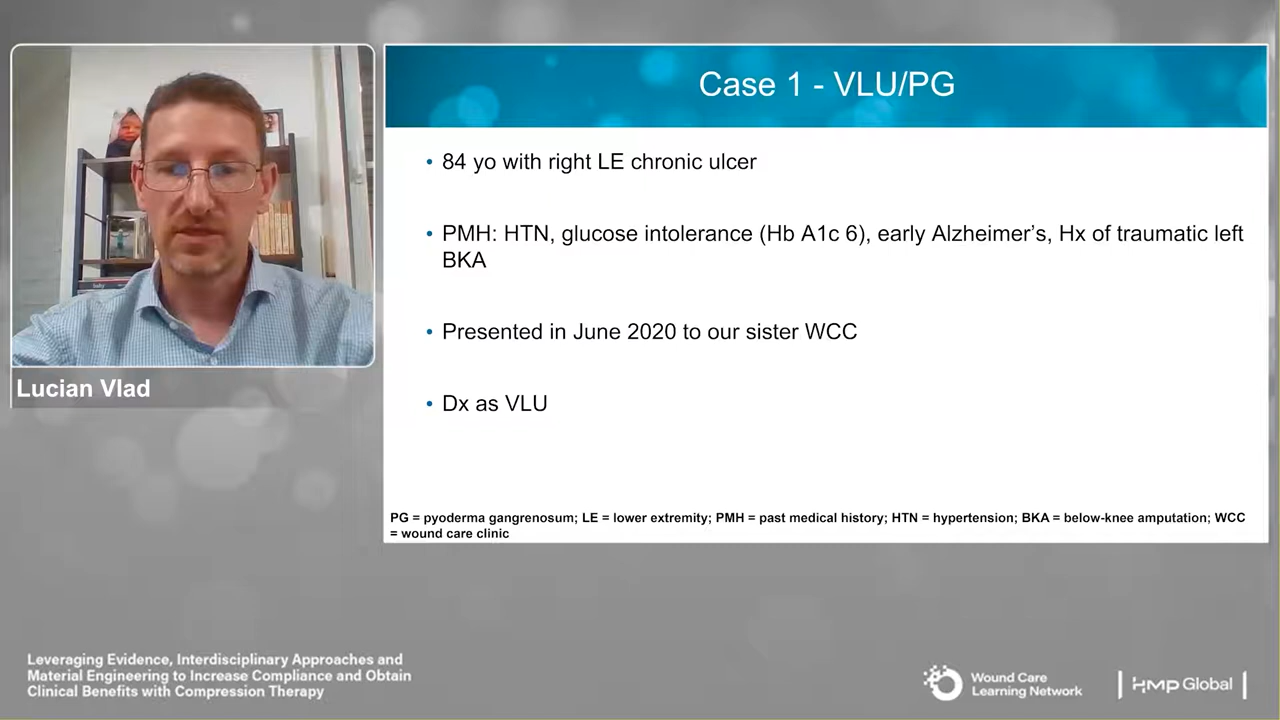 Case 1 - VLU/PG
• 84 yo with right LE chronic ulcer
• PMH: HTN, glucose intolerance (Hb A1c 6), early Alzheimer's, Hx of traumatic left
BKA
• Presented in June 2020 to our sister WCC
• Dx as VLU
PG = pyoderma gangrenosum; LE = lower extremity; PMH = past medical history; HTN = hypertension; BKA = below-knee amputation; WCC
= wound care clinic
Lucian Vlad
Leveraging Evidence, Interdisciplinary Approaches and
Material Engineering to Increase Compliance and Obtain
Clinical Benefits with Compression Therapy
Wound Care
Learning Network
HMP Global